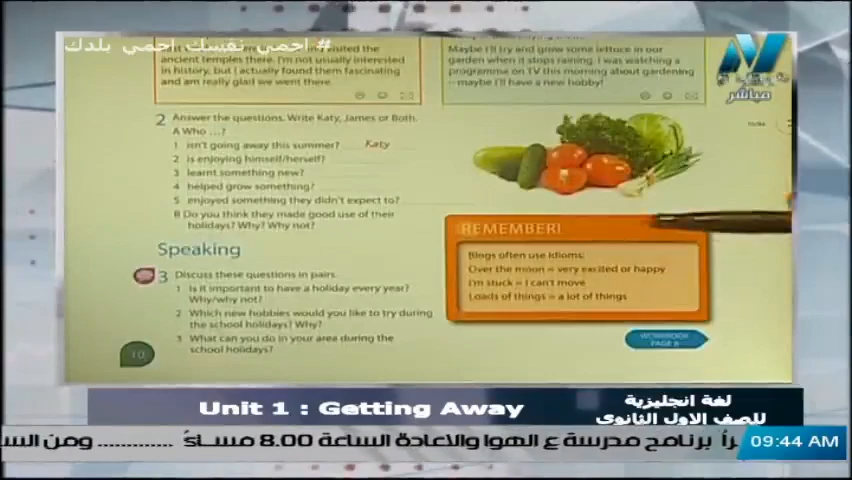 #احمي نفسك احمي بلدك
visited the
ancient temples there. I'm not usually interested
in history, but I actually found them fascinating
and am really glad we went there.
Maybe I'll try and grow some lettuce in our
garden when it stops raining. I was watching a
programme on TV this morning about gardening
– maybe I'll have a new hobby!
مباشر
2 Answer the questions. Write Katy, James or Both.
A Who ...?
1 isn't going away this summer? Katy
2 is enjoying himself/herself?
3 learnt something new?
4 helped grow something?
5 enjoyed something they didn't expect to?
B Do you think they made good use of their
holidays? Why? Why not?
Speaking
3 Discuss these questions in pairs.
1 Is it important to have a holiday every year?
Why/why not?
2 Which new hobbies would you like to try during
the school holidays? Why?
3 What can you do in your area during the
school holidays?
10
REMEMBER!
Blogs often use idioms:
Over the moon = very excited or happy
I'm stuck = I can't move
Loads of things = a lot of things
WORKBOOK
PAGE 6
Unit 1 : Getting Away
لغة انجليزية
للصف الاول الثانوى
برنامج مدرسة ع الهوا والاعادة الساعة 8.00 مساءً ........... ومن
09:44 AM